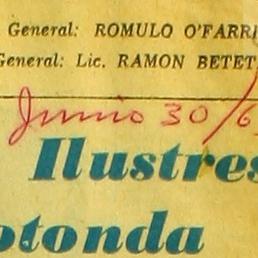 General: ROMULO O'FARRI
General: Lic. RAMON BETET
Junio 30/6
Ilustres
otonda